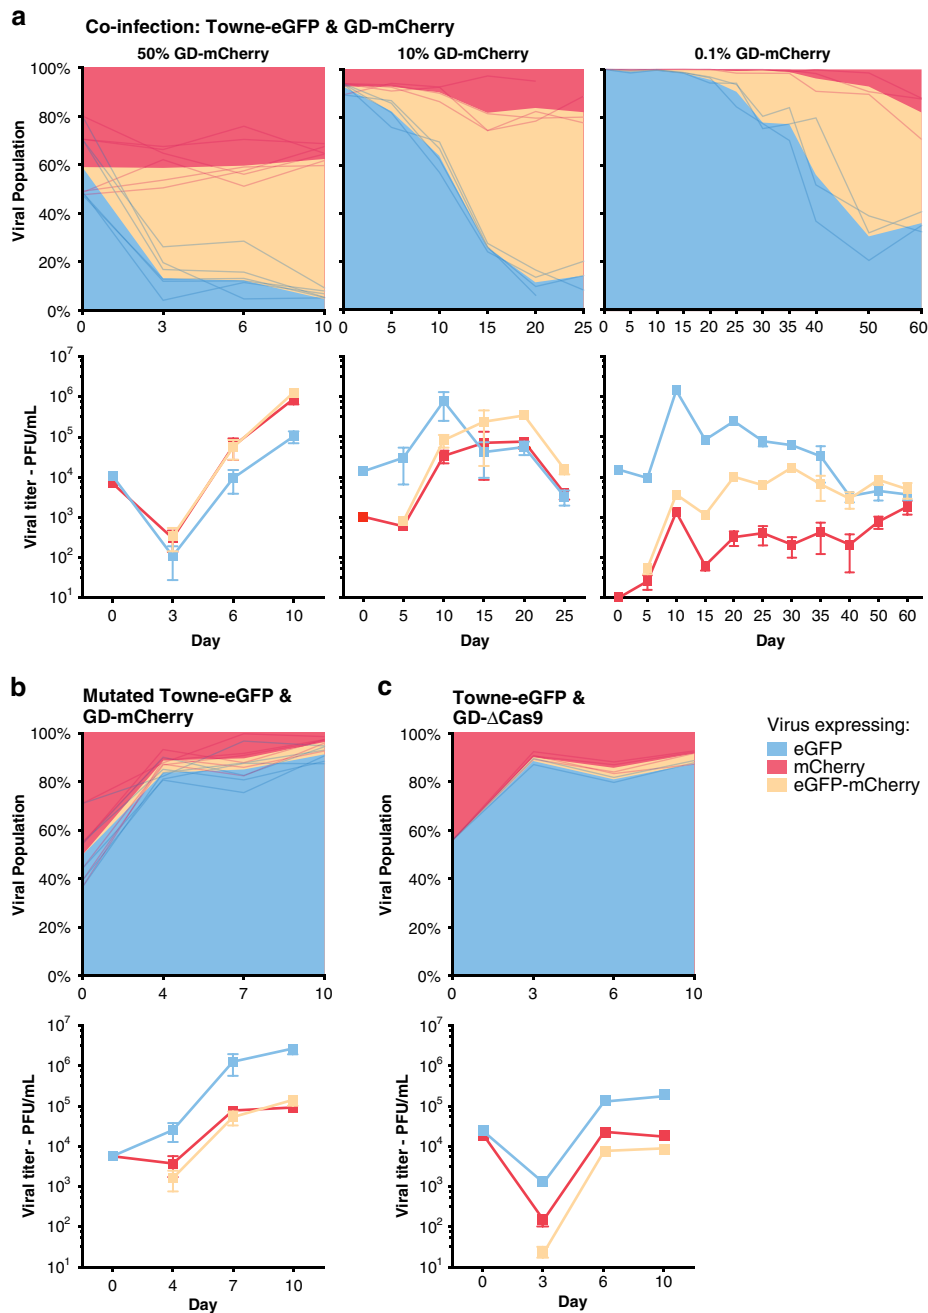 a
Co-infection: Towne-eGFP & GD-mCherry
50% GD-mCherry
10% GD-mCherry
0.1% GD-mCherry
Viral Population
100%
80%
60%
40%
20%
0%
0 3 6 10
0 5 10 15 20 25
0 5 10 15 20 25 30 35 40 50 60
Viral titer - PFU/mL
10^7
10^6
10^5
10^4
10^3
10^2
10^1
0 3 6 10
0 5 10 15 20 25
0 5 10 15 20 25 30 35 40 50 60
Day
Day
Day
b
Mutated Towne-eGFP &
GD-mCherry
Viral Population
100%
80%
60%
40%
20%
0%
0 4 7 10
Viral titer - PFU/mL
10^7
10^6
10^5
10^4
10^3
10^2
10^1
0 4 7 10
Day
c
Towne-eGFP &
GD-ΔCas9
Viral Population
100%
80%
60%
40%
20%
0%
0 3 6 10
Viral titer - PFU/mL
10^7
10^6
10^5
10^4
10^3
10^2
10^1
0 3 6 10
Day
Virus expressing:
eGFP
mCherry
eGFP-mCherry